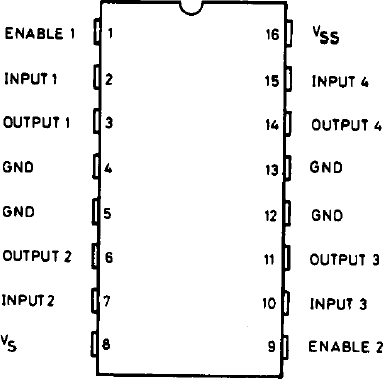 ENABLE 1 1 16 VSS
INPUT 1 2 15 INPUT 4
OUTPUT 1 3 14 OUTPUT 4
GND 4 13 GND
GND 5 12 GND
OUTPUT 2 6 11 OUTPUT 3
INPUT 2 7 10 INPUT 3
VS 8 9 ENABLE 2